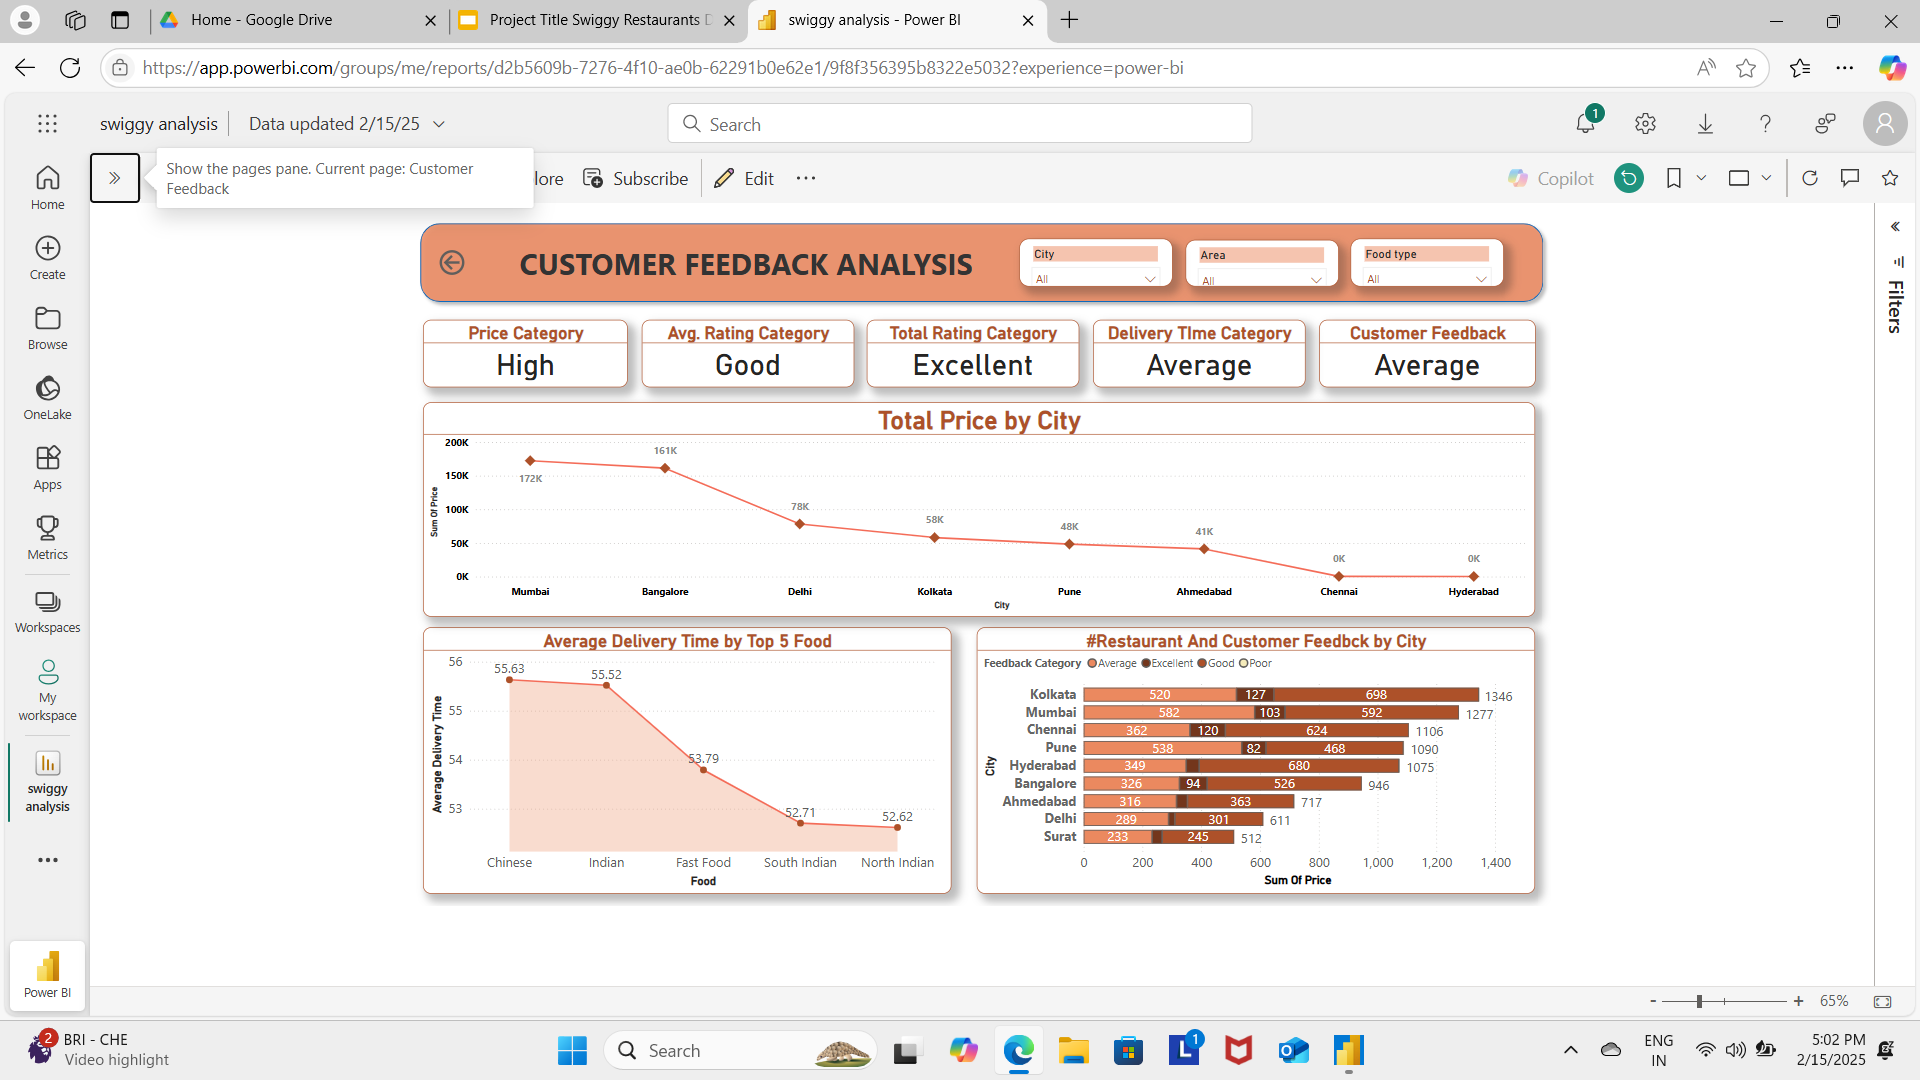 Home - Google Drive
Project Title Swiggy Restaurants D
swiggy analysis - Power BI
https://app.powerbi.com/groups/me/reports/d2b5609b-7276-4f10-ae0b-62291b0e62e1/9f8f356395b8322e5032?experience=power-bi
swiggy analysis
Data updated 2/15/25
Search
1
Show the pages pane. Current page: Customer
Feedback
lore
Subscribe
Edit
Copilot
Home
Create
Browse
OneLake
Apps
Metrics
Workspaces
My
workspace
swiggy
analysis
Power BI
Filters
CUSTOMER FEEDBACK ANALYSIS
City
All
Area
All
Food type
All
Price Category
High
Avg. Rating Category
Good
Total Rating Category
Excellent
Delivery TIme Category
Average
Customer Feedback
Average
Total Price by City
Sum Of Price
200K
150K
100K
50K
0K
172K
161K
78K
58K
48K
41K
0K
0K
Mumbai
Bangalore
Delhi
Kolkata
Pune
Ahmedabad
Chennai
Hyderabad
City
Average Delivery Time by Top 5 Food
Average Delivery Time
56
55
54
53
55.63
55.52
53.79
52.71
52.62
Chinese
Indian
Fast Food
South Indian
North Indian
Food
#Restaurant And Customer Feedbck by City
Feedback Category Average Excellent Good Poor
City
Kolkata 520 127 698 1346
Mumbai 582 103 592 1277
Chennai 362 120 624 1106
Pune 538 82 468 1090
Hyderabad 349 680 1075
Bangalore 326 94 526 946
Ahmedabad 316 363 717
Delhi 289 301 611
Surat 233 245 512
0 200 400 600 800 1,000 1,200 1,400
Sum Of Price
- + 65%
2
BRI - CHE
Video highlight
Search
L
1
ENG
IN
5:02 PM
2/15/2025